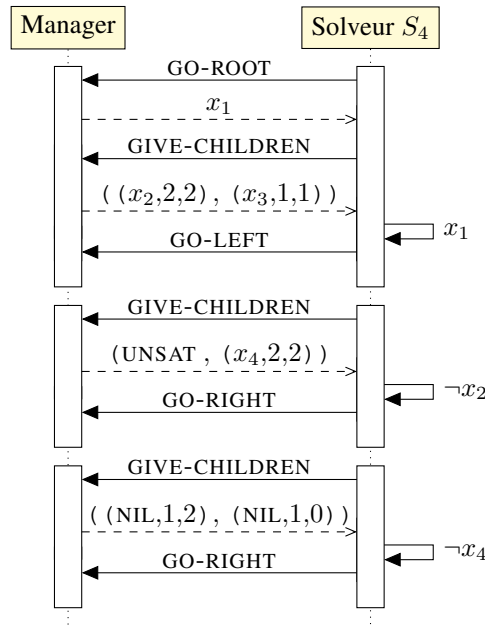 Manager Solveur S₄
GO-ROOT
x₁
GIVE-CHILDREN
((x₂,2,2), (x₃,1,1))
x₁
GO-LEFT
GIVE-CHILDREN
(UNSAT, (x₄,2,2))
¬x₂
GO-RIGHT
GIVE-CHILDREN
((NIL,1,2), (NIL,1,0))
¬x₄
GO-RIGHT